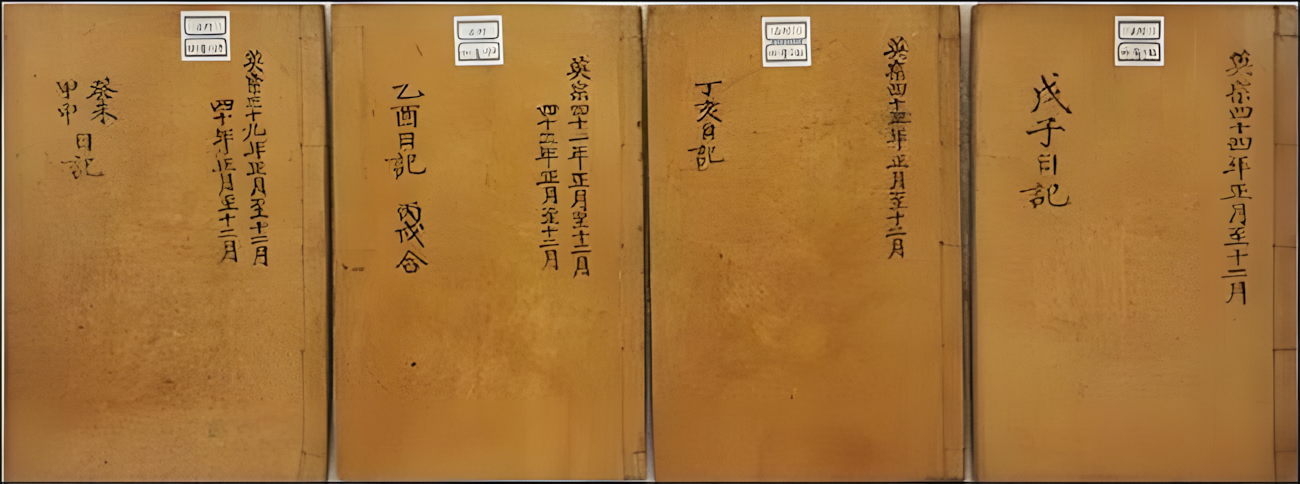 英宗三十九年正月至十二月
四十年正月至十二月
癸未
甲申
日記
英宗四十一年正月至十二月
四十二年正月至十二月
乙酉日記 丙戌合
英宗四十三年正月至十二月
丁亥日記
英宗四十四年正月至十二月
戊子日記